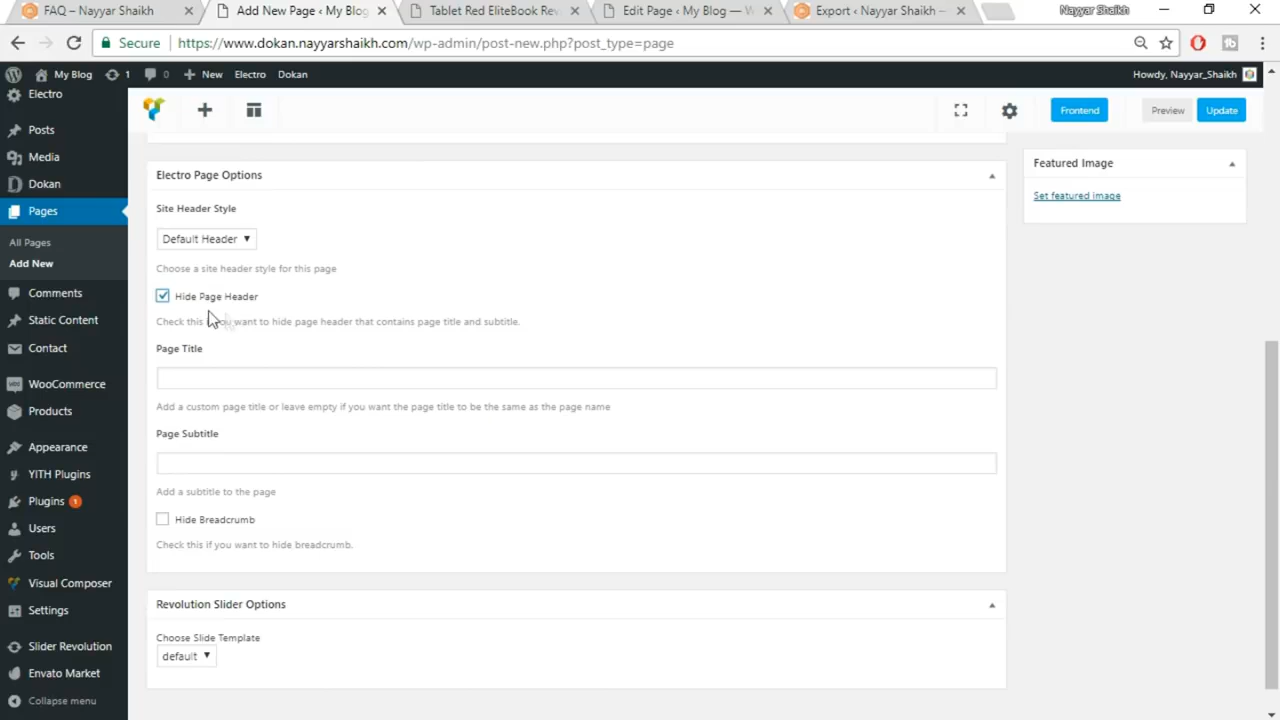 FAQ – Nayyar Shaikh
Add New Page ‹ My Blog
Tablet Red EliteBook Rev
Edit Page ‹ My Blog — W
Export ‹ Nayyar Shaikh —
Nayyar Shaikh
Secure
https://www.dokan.nayyarshaikh.com/wp-admin/post-new.php?post_type=page
My Blog
1
0
New
Electro
Dokan
Howdy, Nayyar_Shaikh
Electro
Posts
Media
Dokan
Pages
All Pages
Add New
Comments
Static Content
Contact
WooCommerce
Products
Appearance
YITH Plugins
Plugins 1
Users
Tools
Visual Composer
Settings
Slider Revolution
Envato Market
Collapse menu
Frontend
Preview
Update
Electro Page Options
Site Header Style
Default Header
Choose a site header style for this page
Hide Page Header
Check this if you want to hide page header that contains page title and subtitle.
Page Title
Add a custom page title or leave empty if you want the page title to be the same as the page name
Page Subtitle
Add a subtitle to the page
Hide Breadcrumb
Check this if you want to hide breadcrumb.
Revolution Slider Options
Choose Slide Template
default
Featured Image
Set featured image